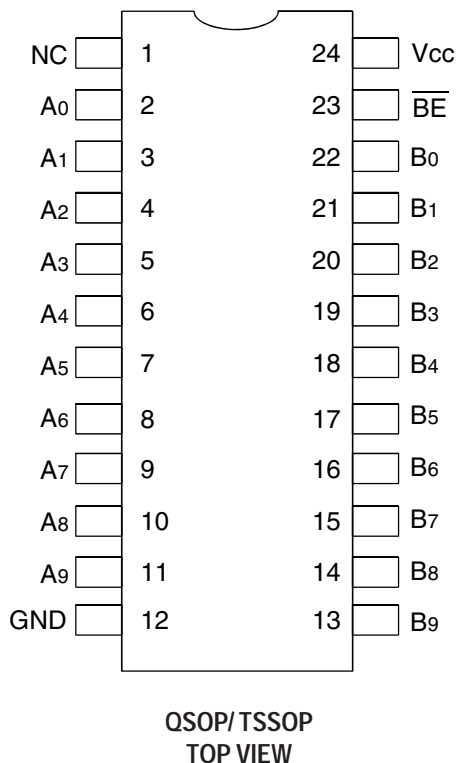 NC 1 24 Vcc
A0 2 23 BE
A1 3 22 B0
A2 4 21 B1
A3 5 20 B2
A4 6 19 B3
A5 7 18 B4
A6 8 17 B5
A7 9 16 B6
A8 10 15 B7
A9 11 14 B8
GND 12 13 B9
QSOP/TSSOP
TOP VIEW